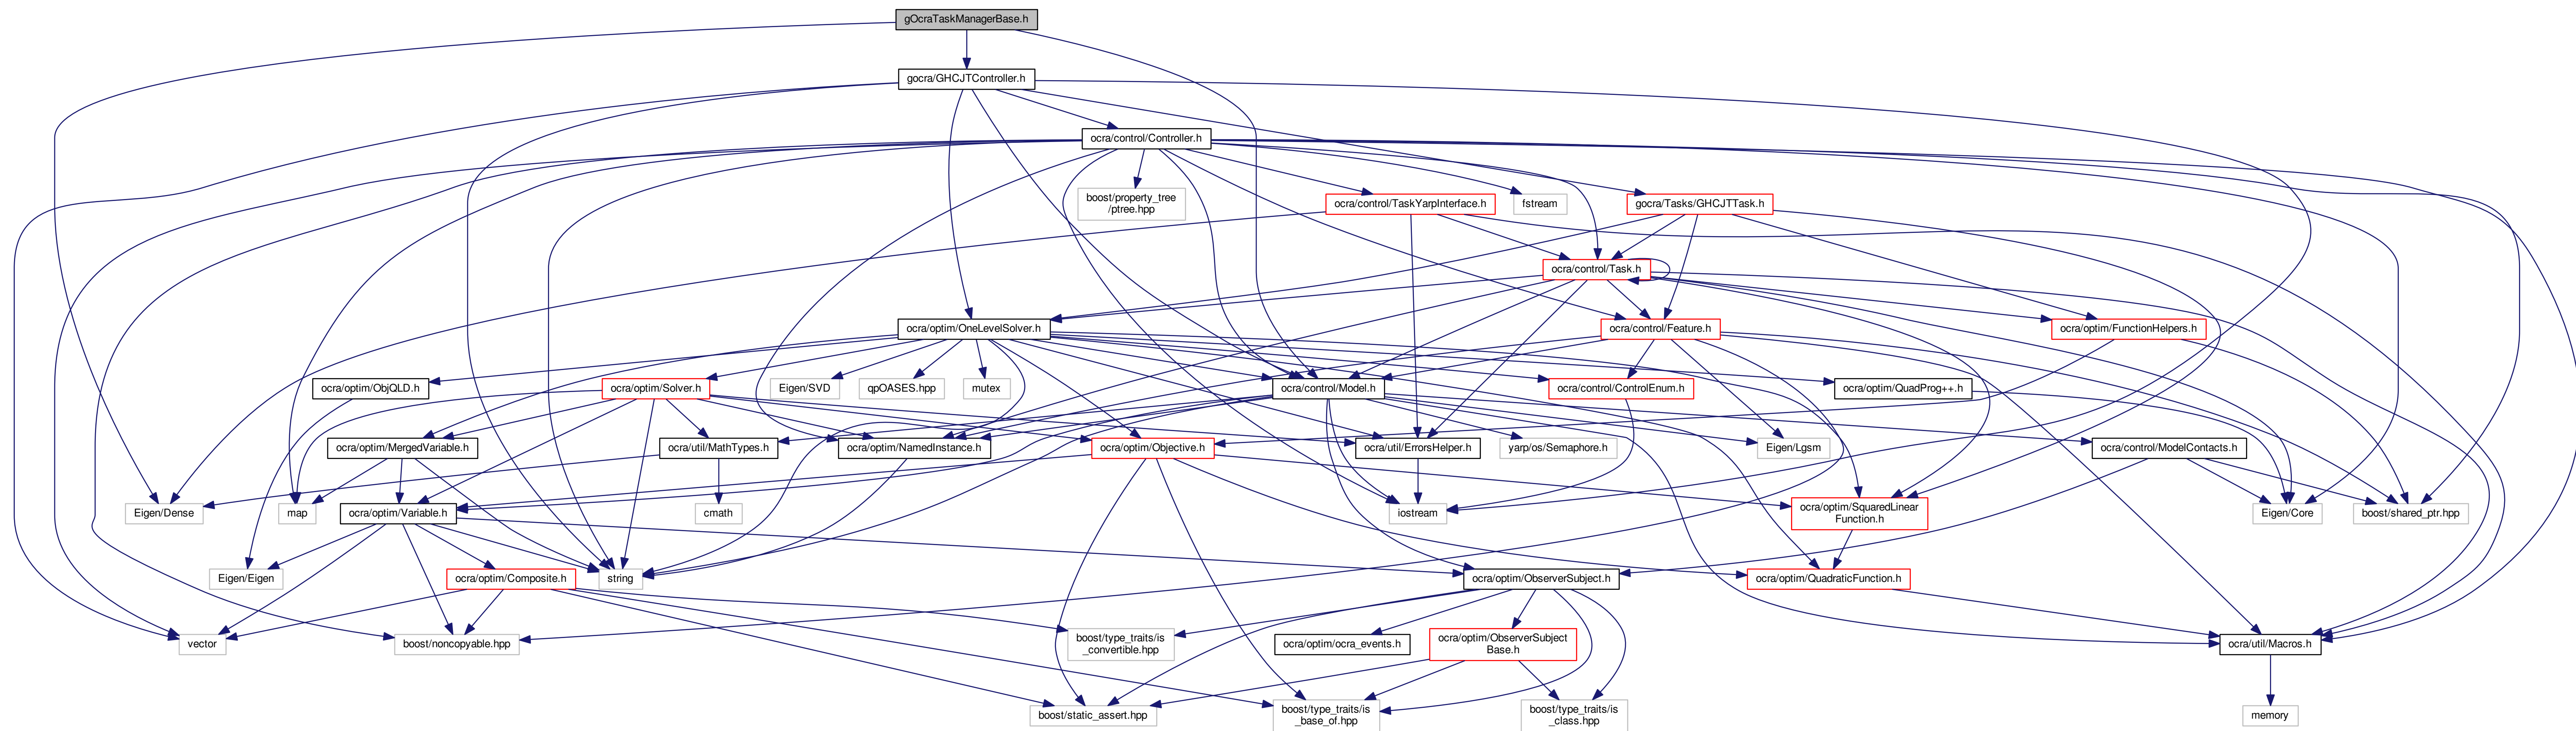 gOcraTaskManagerBase.h
gocra/GHCJTController.h
ocra/control/Controller.h
boost/property_tree
/ptree.hpp
ocra/control/TaskYarpInterface.h
fstream
gocra/Tasks/GHCJTTask.h
ocra/control/Task.h
ocra/optim/OneLevelSolver.h
ocra/control/Feature.h
ocra/optim/FunctionHelpers.h
ocra/optim/ObjQLD.h
ocra/optim/Solver.h
Eigen/SVD
qpOASES.hpp
mutex
ocra/control/Model.h
ocra/control/ControlEnum.h
ocra/optim/QuadProg++.h
ocra/optim/MergedVariable.h
ocra/util/MathTypes.h
ocra/optim/NamedInstance.h
ocra/optim/Objective.h
ocra/util/ErrorsHelper.h
yarp/os/Semaphore.h
Eigen/Lgsm
ocra/control/ModelContacts.h
Eigen/Dense
map
ocra/optim/Variable.h
cmath
iostream
ocra/optim/SquaredLinear
Function.h
Eigen/Core
boost/shared_ptr.hpp
Eigen/Eigen
ocra/optim/Composite.h
string
ocra/optim/ObserverSubject.h
ocra/optim/QuadraticFunction.h
vector
boost/noncopyable.hpp
boost/type_traits/is
_convertible.hpp
ocra/optim/ocra_events.h
ocra/optim/ObserverSubject
Base.h
ocra/util/Macros.h
boost/static_assert.hpp
boost/type_traits/is
_base_of.hpp
boost/type_traits/is
_class.hpp
memory